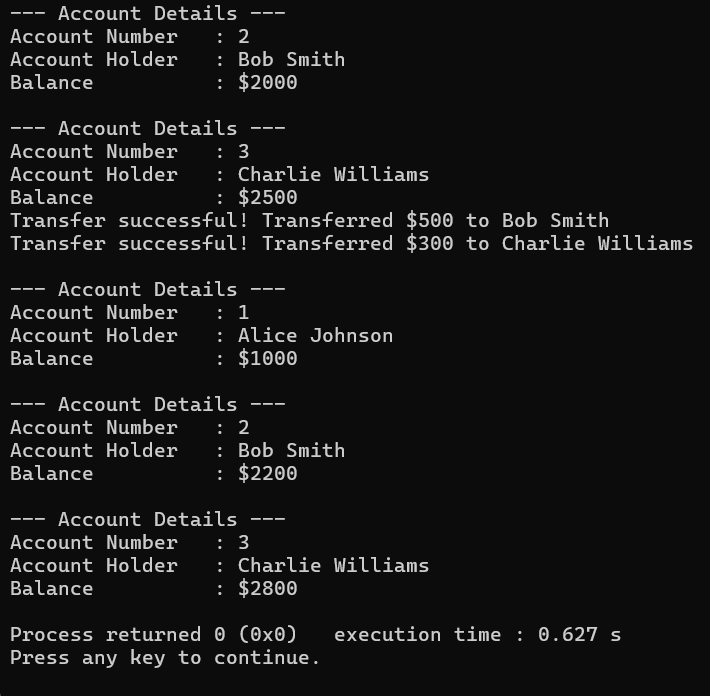 --- Account Details ---
Account Number   : 2
Account Holder   : Bob Smith
Balance          : $2000
--- Account Details ---
Account Number   : 3
Account Holder   : Charlie Williams
Balance          : $2500
Transfer successful! Transferred $500 to Bob Smith
Transfer successful! Transferred $300 to Charlie Williams
--- Account Details ---
Account Number   : 1
Account Holder   : Alice Johnson
Balance          : $1000
--- Account Details ---
Account Number   : 2
Account Holder   : Bob Smith
Balance          : $2200
--- Account Details ---
Account Number   : 3
Account Holder   : Charlie Williams
Balance          : $2800
Process returned 0 (0x0)   execution time : 0.627 s
Press any key to continue.